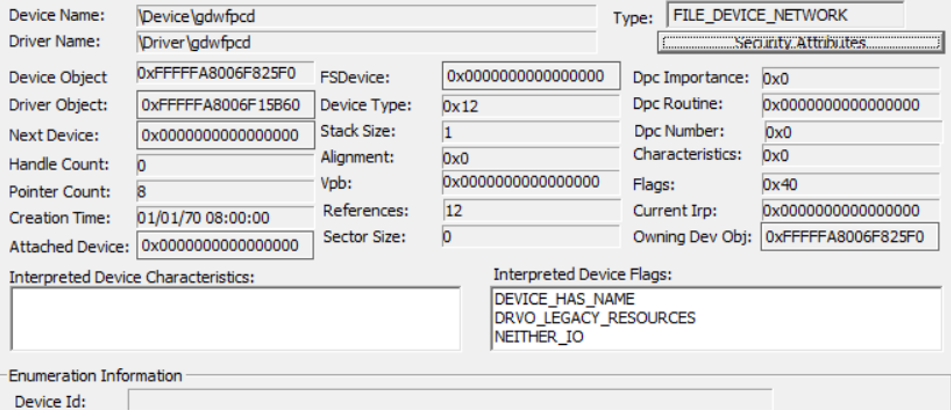 Device Name: \Device\gdwfpcd Type: FILE_DEVICE_NETWORK
Driver Name: \Driver\gdwfpcd Security Attributes...
Device Object 0xFFFFFA8006F825F0 FSDevice: 0x0000000000000000 Dpc Importance: 0x0
Driver Object: 0xFFFFFA8006F15B60 Device Type: 0x12 Dpc Routine: 0x0000000000000000
Next Device: 0x0000000000000000 Stack Size: 1 Dpc Number: 0x0
Handle Count: 0 Alignment: 0x0 Characteristics: 0x0
Pointer Count: 8 Vpb: 0x0000000000000000 Flags: 0x40
Creation Time: 01/01/70 08:00:00 References: 12 Current Irp: 0x0000000000000000
Attached Device: 0x0000000000000000 Sector Size: 0 Owning Dev Obj: 0xFFFFFA8006F825F0
Interpreted Device Characteristics: Interpreted Device Flags:
DEVICE_HAS_NAME
DRVO_LEGACY_RESOURCES
NEITHER_IO
Enumeration Information
Device Id: